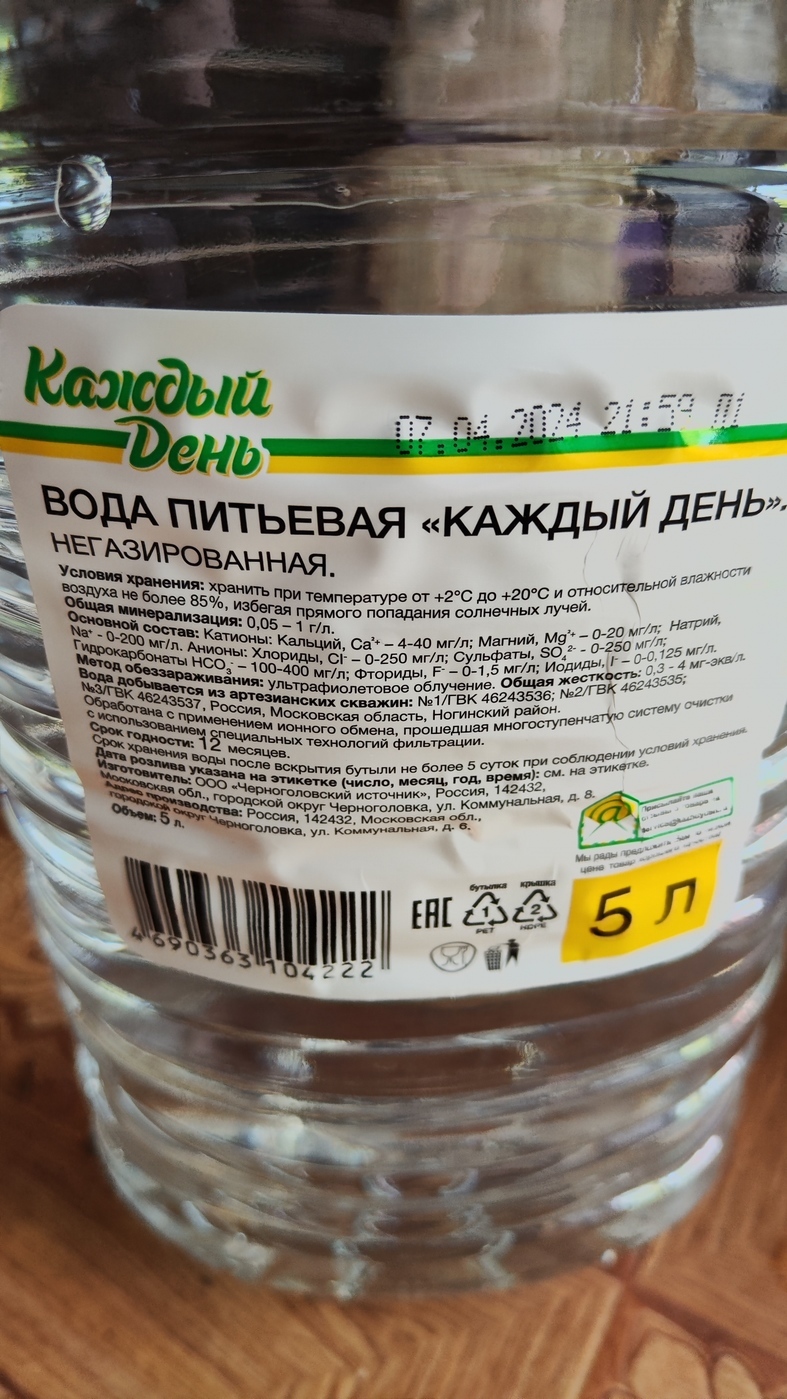 Каждый
День
07.04.2024 21:59 01
ВОДА ПИТЬЕВАЯ «КАЖДЫЙ ДЕНЬ».
НЕГАЗИРОВАННАЯ.
Условия хранения: хранить при температуре от +2°С до +20°С и относительной влажности
воздуха не более 85%, избегая прямого попадания солнечных лучей.
Общая минерализация: 0,05 – 1 г/л.
Основной состав: Катионы: Кальций, Ca²⁺ – 4-40 мг/л; Магний, Mg²⁺ – 0-20 мг/л; Натрий,
Na⁺ - 0-200 мг/л. Анионы: Хлориды, Cl⁻ – 0-250 мг/л; Сульфаты, SO₄²⁻ - 0-250 мг/л;
Гидрокарбонаты HCO₃⁻ – 100-400 мг/л; Фториды, F⁻ – 0-1,5 мг/л; Иодиды, I⁻ – 0-0,125 мг/л.
Метод обеззараживания: ультрафиолетовое облучение. Общая жесткость: 0,3 - 4 мг-экв/л.
Вода добывается из артезианских скважин: №1/ГВК 46243536; №2/ГВК 46243535;
№3/ГВК 46243537, Россия, Московская область, Ногинский район.
Обработана с применением ионного обмена, прошедшая многоступенчатую систему очистки
с использованием специальных технологий фильтрации.
Срок годности: 12 месяцев.
Срок хранения воды после вскрытия бутыли не более 5 суток при соблюдении условий хранения.
Дата розлива указана на этикетке (число, месяц, год, время): см. на этикетке.
Изготовитель: ООО «Черноголовский источник», Россия, 142432,
Московская обл., городской округ Черноголовка, ул. Коммунальная, д. 8.
Адрес производства: Россия, 142432, Московская обл.,
городской округ Черноголовка, ул. Коммунальная, д. 6.
Объем: 5 л.
Мы рады предложить Вам
4 690363 104222
ЕАС
бутылка
крышка
1
2
PET
HDPE
5 Л